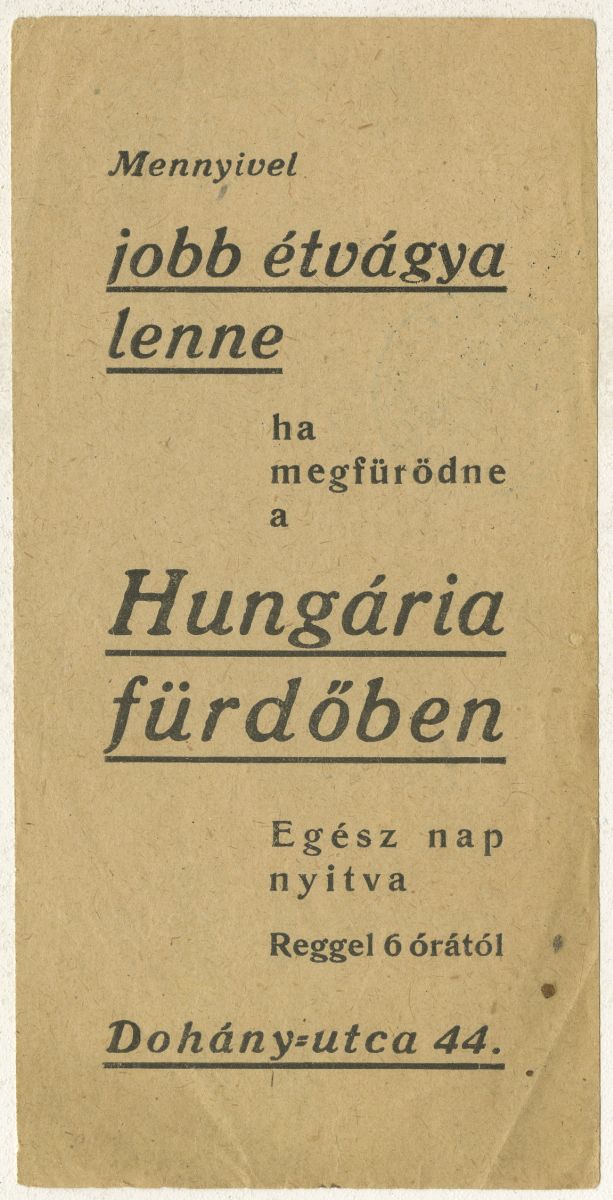 Mennyivel
jobb étvágya
lenne
ha
megfürödne
a
Hungária
fürdőben
Egész nap
nyitva
Reggel 6 órától
Dohány=utca 44.